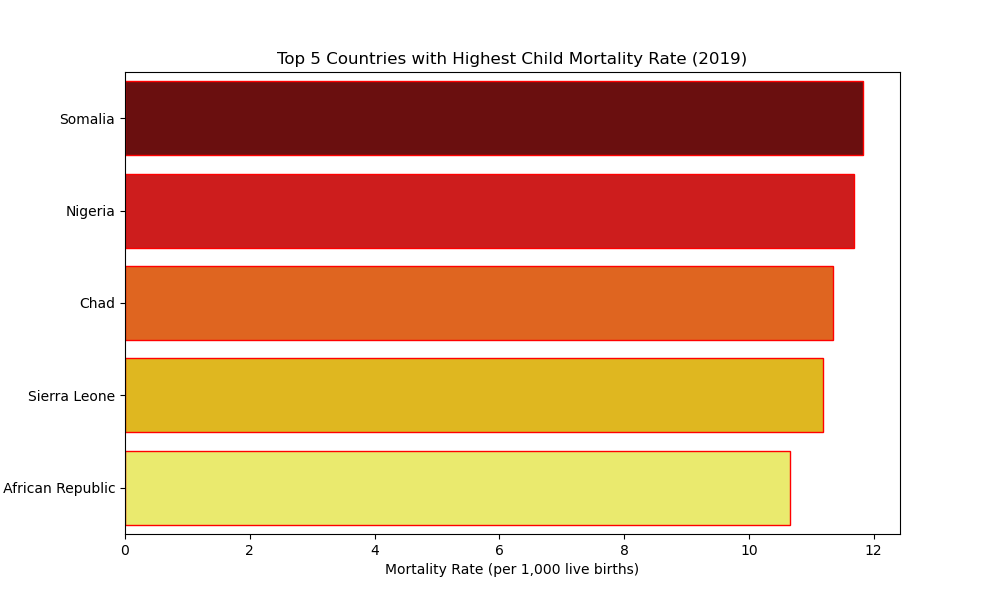 Top 5 Countries with Highest Child Mortality Rate (2019)
Somalia
Nigeria
Chad
Sierra Leone
African Republic
0 2 4 6 8 10 12
Mortality Rate (per 1,000 live births)